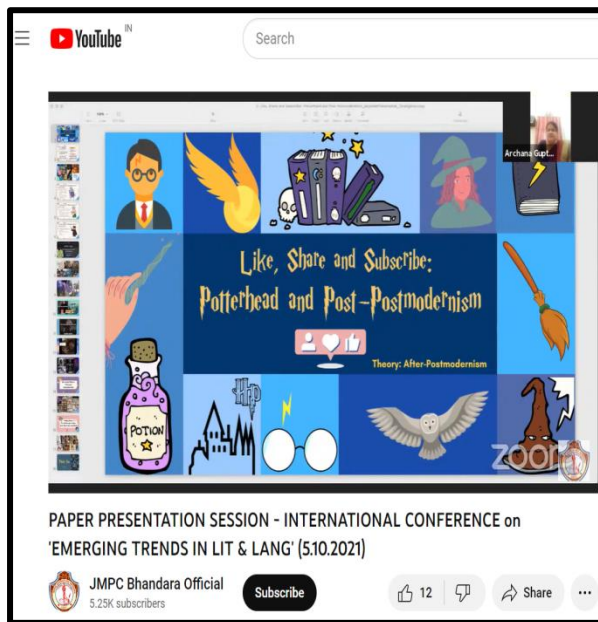 YouTube IN
Search
Archana Gupt...
Like, Share and Subscribe:
Potterhead and Post-Postmodernism
Theory: After-Postmodernism
POTION
HP
zoom
PAPER PRESENTATION SESSION - INTERNATIONAL CONFERENCE on
'EMERGING TRENDS IN LIT & LANG' (5.10.2021)
JMPC Bhandara Official
5.25K subscribers
Subscribe
12
Share